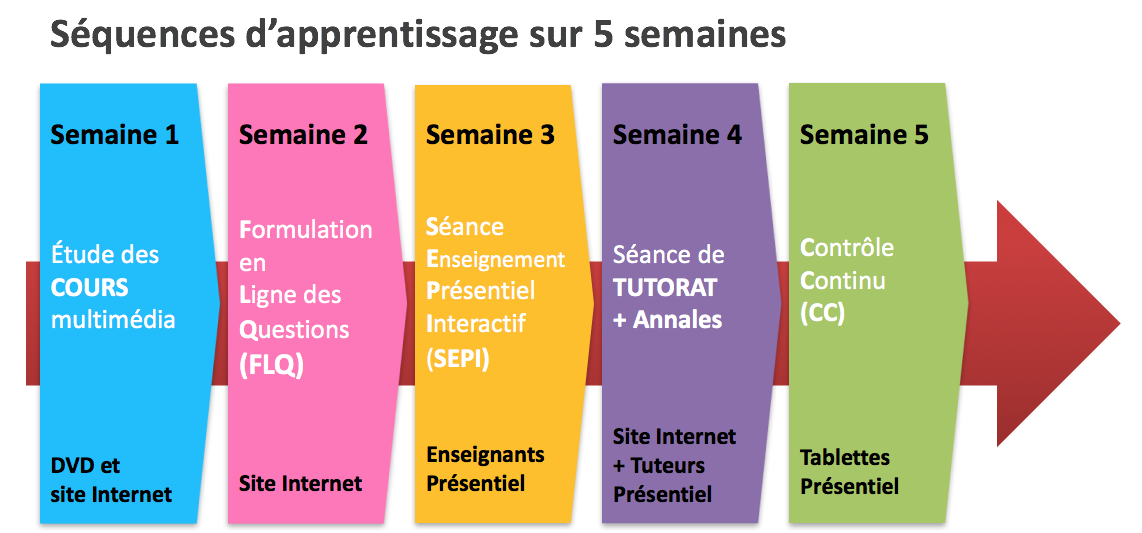 Séquences d’apprentissage sur 5 semaines
Semaine 1
Étude des
COURS
multimédia
DVD et
site Internet
Semaine 2
Formulation
en
Ligne des
Questions
(FLQ)
Site Internet
Semaine 3
Séance
Enseignement
Présentiel
Interactif
(SEPI)
Enseignants
Présentiel
Semaine 4
Séance de
TUTORAT
+ Annales
Site Internet
+ Tuteurs
Présentiel
Semaine 5
Contrôle
Continu
(CC)
Tablettes
Présentiel